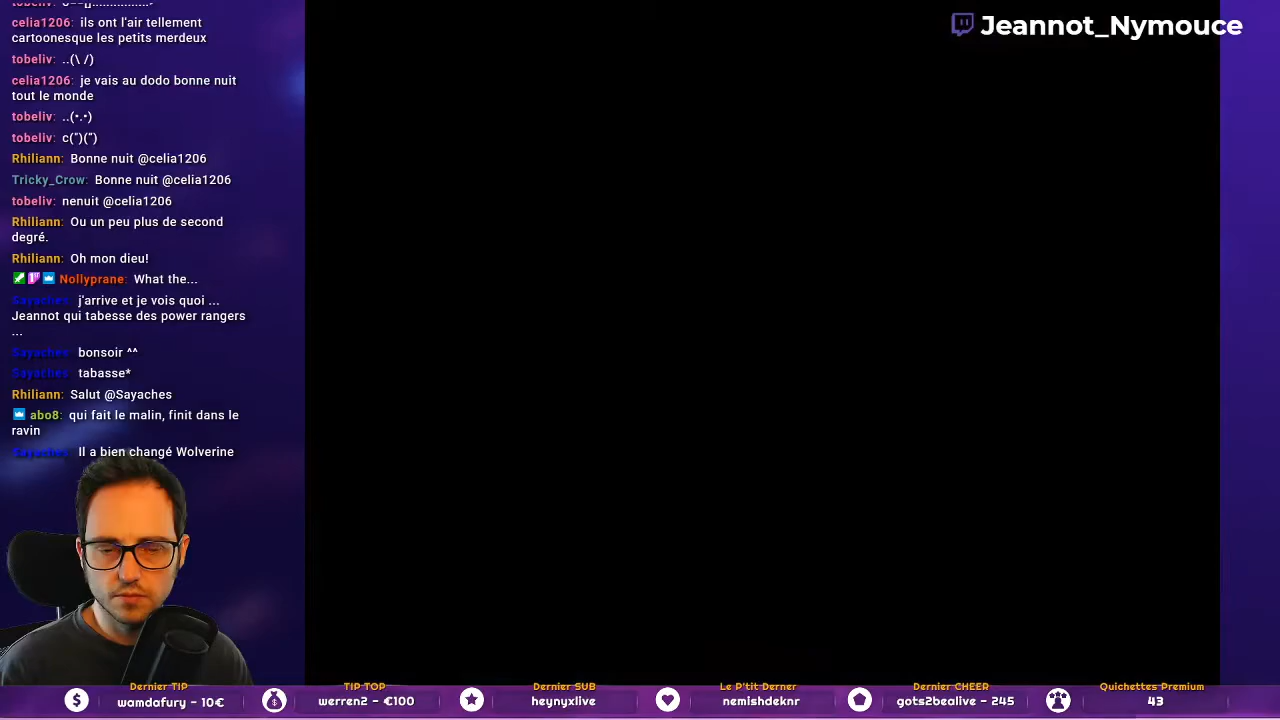 celia1206: ils ont l'air tellement
cartoonesque les petits merdeux
tobeliv: ..(\ /)
celia1206: je vais au dodo bonne nuit
tout le monde
tobeliv: ..(•.•)
tobeliv: c(")(")
Rhiliann: Bonne nuit @celia1206
Tricky_Crow: Bonne nuit @celia1206
tobeliv: nenuit @celia1206
Rhiliann: Ou un peu plus de second
degré.
Rhiliann: Oh mon dieu!
Nollyprane: What the...
Sayaches: j'arrive et je vois quoi ...
Jeannot qui tabesse des power rangers
...
Sayaches: bonsoir ^^
Sayaches: tabasse*
Rhiliann: Salut @Sayaches
abo8: qui fait le malin, finit dans le
ravin
Sayaches: Il a bien changé Wolverine
Jeannot_Nymouce
Dernier TIP
wamdafury - 10€
TIP TOP
werren2 - €100
Dernier SUB
heynyxlive
Le P'tit Derner
nemishdeknr
Dernier CHEER
gots2bealive - 245
Quichettes Premium
43